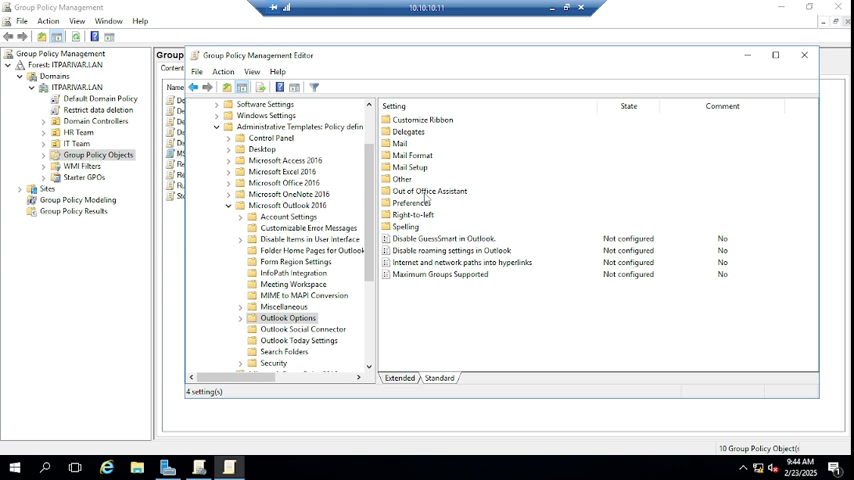 Group Policy Management
10.10.10.11
File Action View Window Help
Group Policy Management
Forest: ITPARIVAR.LAN
Domains
ITPARIVAR.LAN
Default Domain Policy
Restrict data deletion
Domain Controllers
HR Team
IT Team
Group Policy Objects
WMI Filters
Starter GPOs
Sites
Group Policy Modeling
Group Policy Results
Group
Content
Name
Group Policy Management Editor
File Action View Help
Software Settings
Windows Settings
Administrative Templates: Policy defin
Control Panel
Desktop
Microsoft Access 2016
Microsoft Excel 2016
Microsoft Office 2016
Microsoft OneNote 2016
Microsoft Outlook 2016
Account Settings
Customizable Error Messages
Disable Items in User Interface
Folder Home Pages for Outlook
Form Region Settings
InfoPath Integration
Meeting Workspace
MIME to MAPI Conversion
Miscellaneous
Outlook Options
Outlook Social Connector
Outlook Today Settings
Search Folders
Security
Setting State Comment
Customize Ribbon
Delegates
Mail
Mail Format
Mail Setup
Other
Out of Office Assistant
Preferences
Right-to-left
Spelling
Disable GuessSmart in Outlook. Not configured No
Disable roaming settings in Outlook Not configured No
Internet and network paths into hyperlinks Not configured No
Maximum Groups Supported Not configured No
Extended Standard
4 setting(s)
10 Group Policy Object(s
9:44 AM
2/23/2025